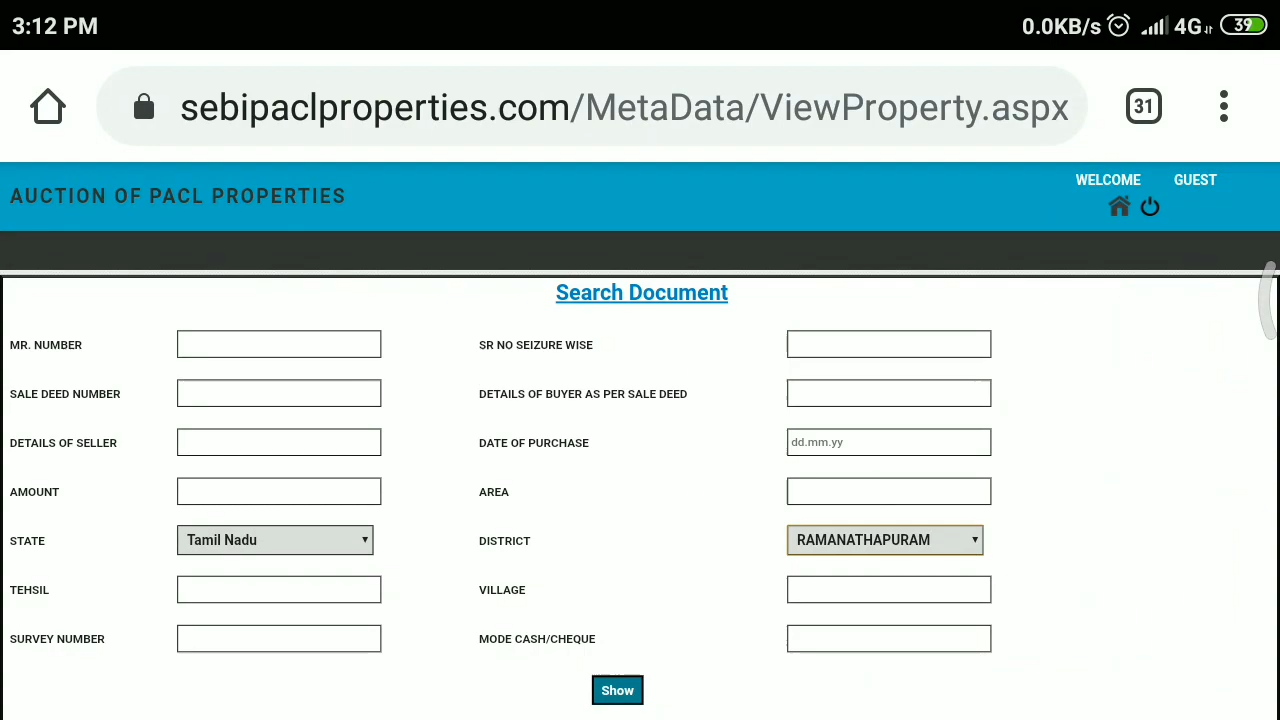 3:12 PM 0.0KB/s 4G 39
sebipaclproperties.com/MetaData/ViewProperty.aspx 31
WELCOME GUEST
AUCTION OF PACL PROPERTIES
Search Document
MR. NUMBER SR NO SEIZURE WISE
SALE DEED NUMBER DETAILS OF BUYER AS PER SALE DEED
DETAILS OF SELLER DATE OF PURCHASE dd.mm.yy
AMOUNT AREA
STATE Tamil Nadu DISTRICT RAMANATHAPURAM
TEHSIL VILLAGE
SURVEY NUMBER MODE CASH/CHEQUE
Show